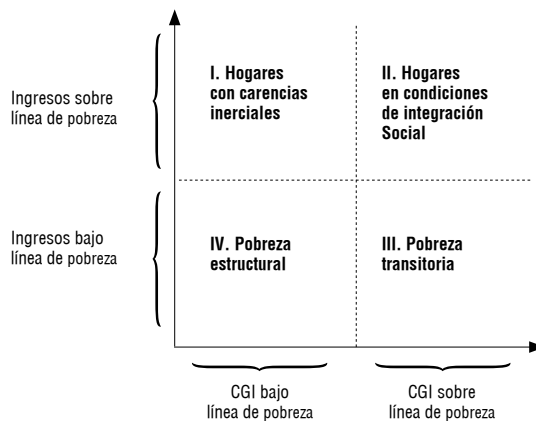 Ingresos sobre
línea de pobreza
I. Hogares
con carencias
inerciales
II. Hogares
en condiciones
de integración
Social
Ingresos bajo
línea de pobreza
IV. Pobreza
estructural
III. Pobreza
transitoria
CGI bajo
línea de pobreza
CGI sobre
línea de pobreza